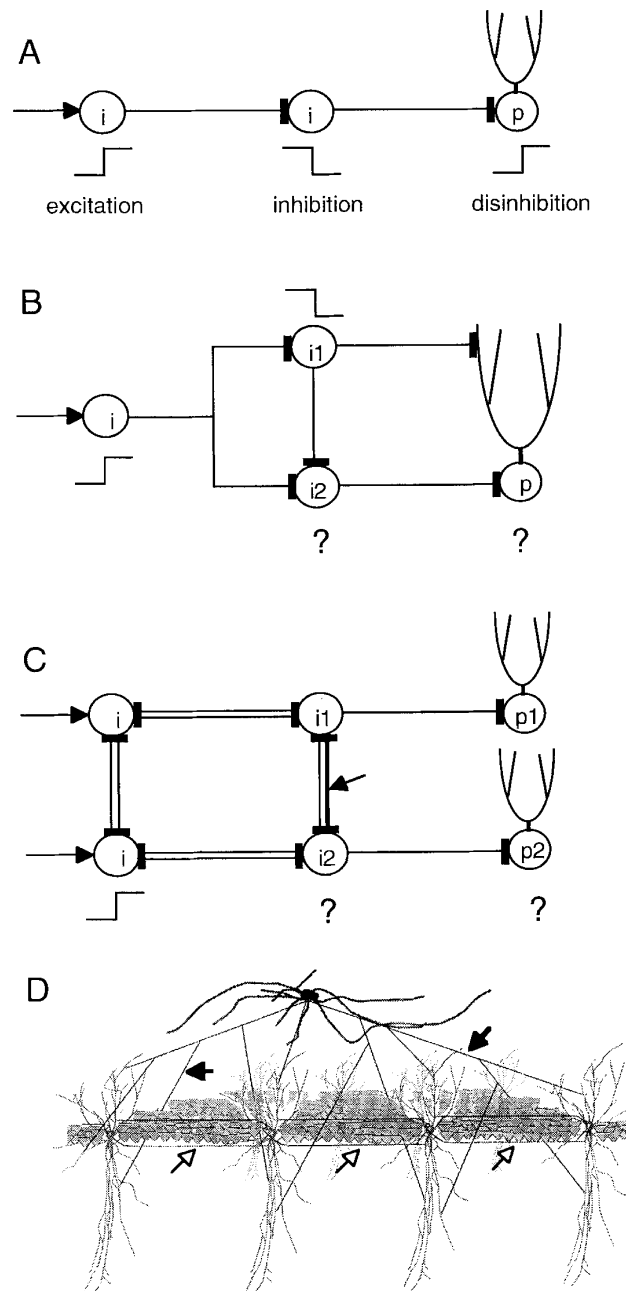 A
i i p
excitation inhibition disinhibition
B
i1
i
i2 p
? ?
C
i i1 p1
i i2 p2
? ?
D